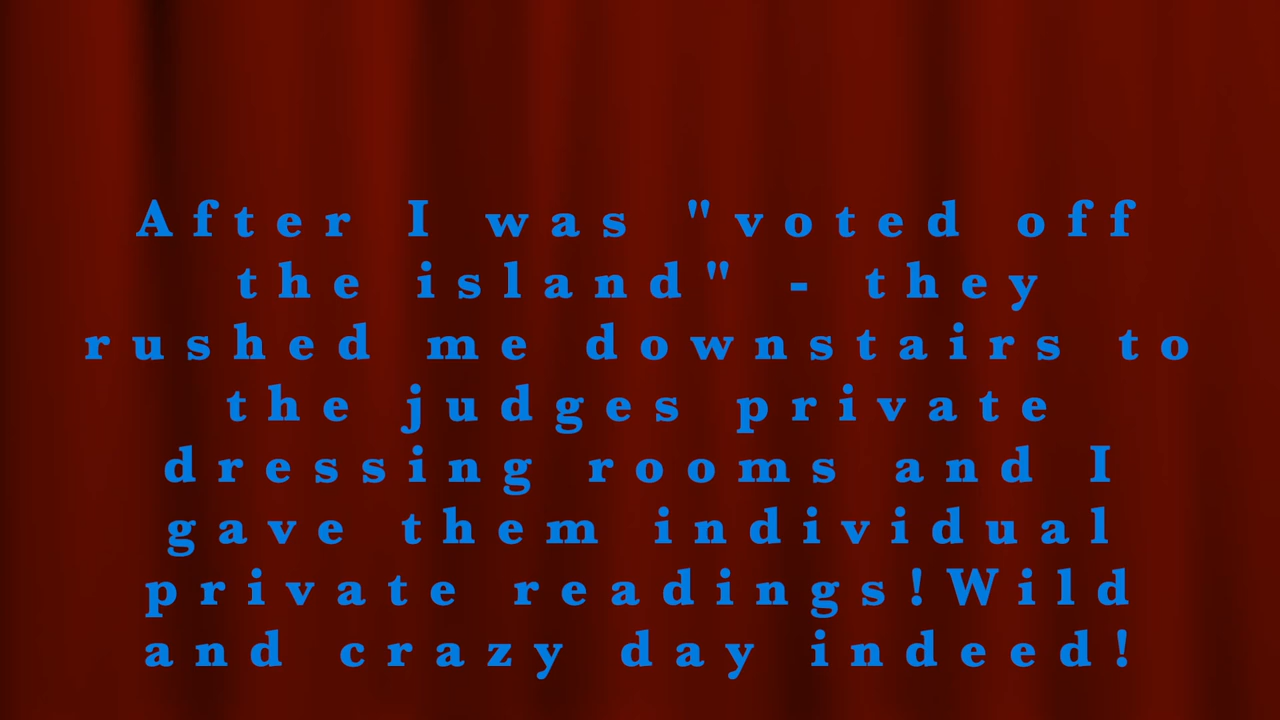 After I was "voted off
the island" - they
rushed me downstairs to
the judges private
dressing rooms and I
gave them individual
private readings!Wild
and crazy day indeed!